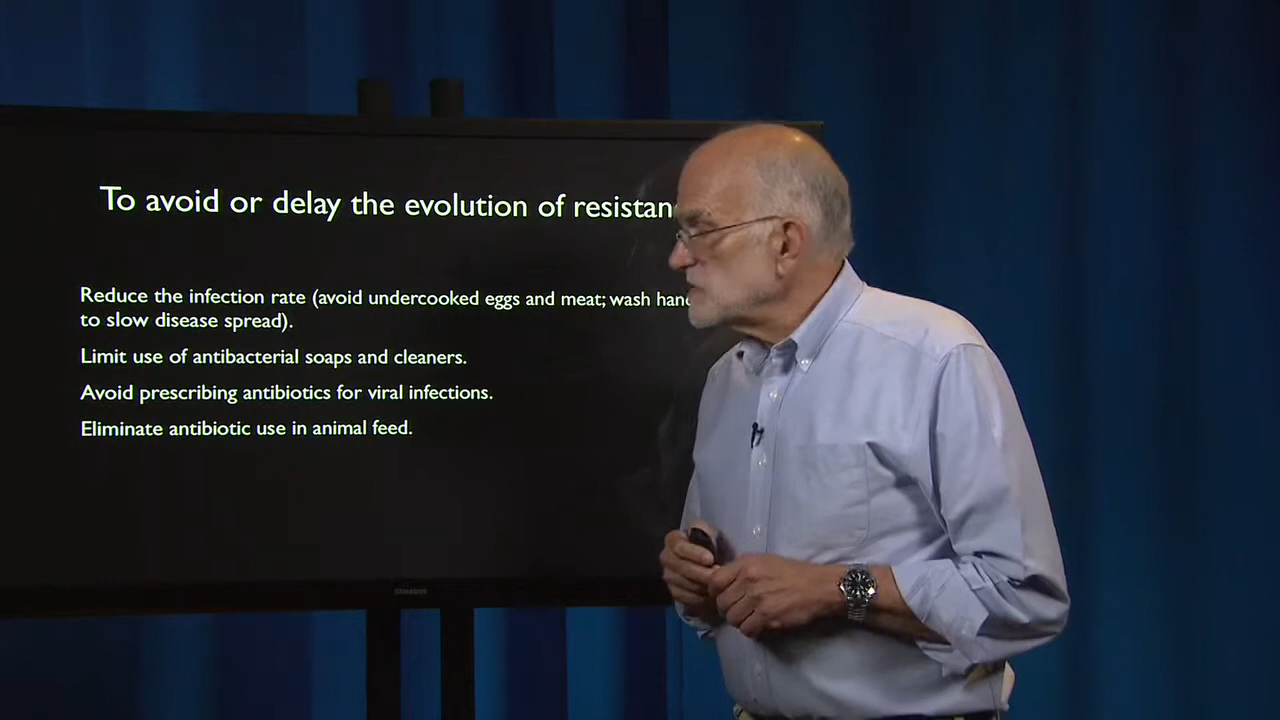 To avoid or delay the evolution of resistan
Reduce the infection rate (avoid undercooked eggs and meat; wash hand
to slow disease spread).
Limit use of antibacterial soaps and cleaners.
Avoid prescribing antibiotics for viral infections.
Eliminate antibiotic use in animal feed.
SAMSUNG